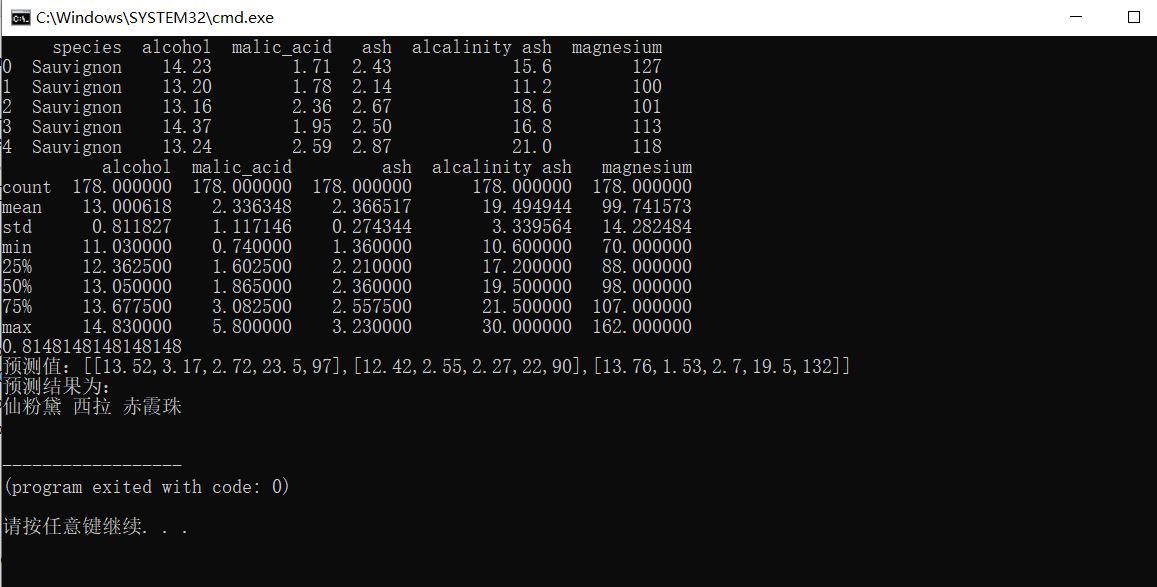 C:\Windows\SYSTEM32\cmd.exe
species alcohol malic_acid ash alcalinity ash magnesium
0 Sauvignon 14.23 1.71 2.43 15.6 127
1 Sauvignon 13.20 1.78 2.14 11.2 100
2 Sauvignon 13.16 2.36 2.67 18.6 101
3 Sauvignon 14.37 1.95 2.50 16.8 113
4 Sauvignon 13.24 2.59 2.87 21.0 118
alcohol malic_acid ash alcalinity ash magnesium
count 178.000000 178.000000 178.000000 178.000000 178.000000
mean 13.000618 2.336348 2.366517 19.494944 99.741573
std 0.811827 1.117146 0.274344 3.339564 14.282484
min 11.030000 0.740000 1.360000 10.600000 70.000000
25% 12.362500 1.602500 2.210000 17.200000 88.000000
50% 13.050000 1.865000 2.360000 19.500000 98.000000
75% 13.677500 3.082500 2.557500 21.500000 107.000000
max 14.830000 5.800000 3.230000 30.000000 162.000000
0.8148148148148148
预测值：[[13.52,3.17,2.72,23.5,97],[12.42,2.55,2.27,22,90],[13.76,1.53,2.7,19.5,132]]
预测结果为：
仙粉黛 西拉 赤霞珠
------------------
(program exited with code: 0)
请按任意键继续. . .